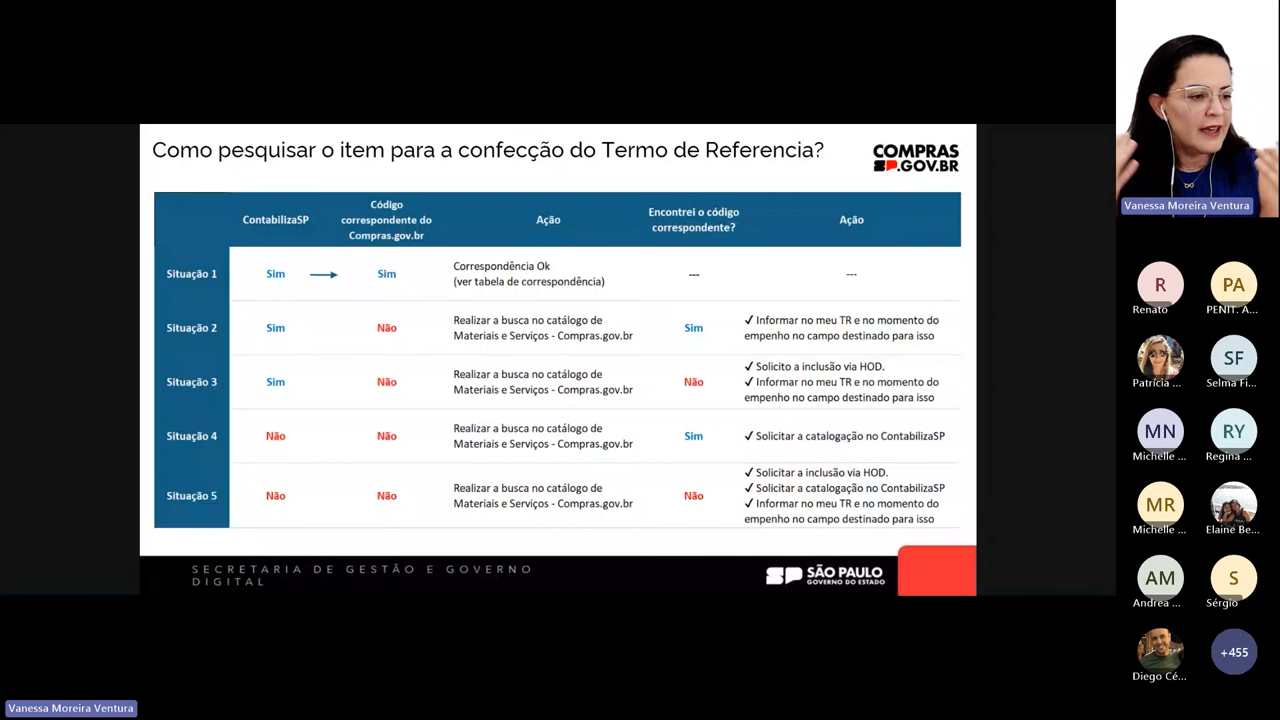 Como pesquisar o item para a confecção do Termo de Referencia?
COMPRAS
SP.GOV.BR
ContabilizaSP
Código
correspondente do
Compras.gov.br
Ação
Encontrei o código
correspondente?
Ação
Situação 1
Sim
Sim
Correspondência Ok
(ver tabela de correspondência)
---
---
Situação 2
Sim
Não
Realizar a busca no catálogo de
Materiais e Serviços - Compras.gov.br
Sim
✓ Informar no meu TR e no momento do
empenho no campo destinado para isso
Situação 3
Sim
Não
Realizar a busca no catálogo de
Materiais e Serviços - Compras.gov.br
Não
✓ Solicito a inclusão via HOD.
✓ Informar no meu TR e no momento do
empenho no campo destinado para isso
Situação 4
Não
Não
Realizar a busca no catálogo de
Materiais e Serviços - Compras.gov.br
Sim
✓ Solicitar a catalogação no ContabilizaSP
Situação 5
Não
Não
Realizar a busca no catálogo de
Materiais e Serviços - Compras.gov.br
Não
✓ Solicitar a inclusão via HOD.
✓ Solicitar a catalogação no ContabilizaSP
✓ Informar no meu TR e no momento do
empenho no campo destinado para isso
SECRETARIA DE GESTÃO E GOVERNO
DIGITAL
SP
SÃO PAULO
GOVERNO DO ESTADO
Vanessa Moreira Ventura
R
Renato
PA
PENIT. A...
Patrícia ...
SF
Selma Fi...
MN
Michelle ...
RY
Regina ...
MR
Michelle ...
Elaine Be...
AM
Andrea ...
S
Sérgio
Diego Cé...
+455
Vanessa Moreira Ventura